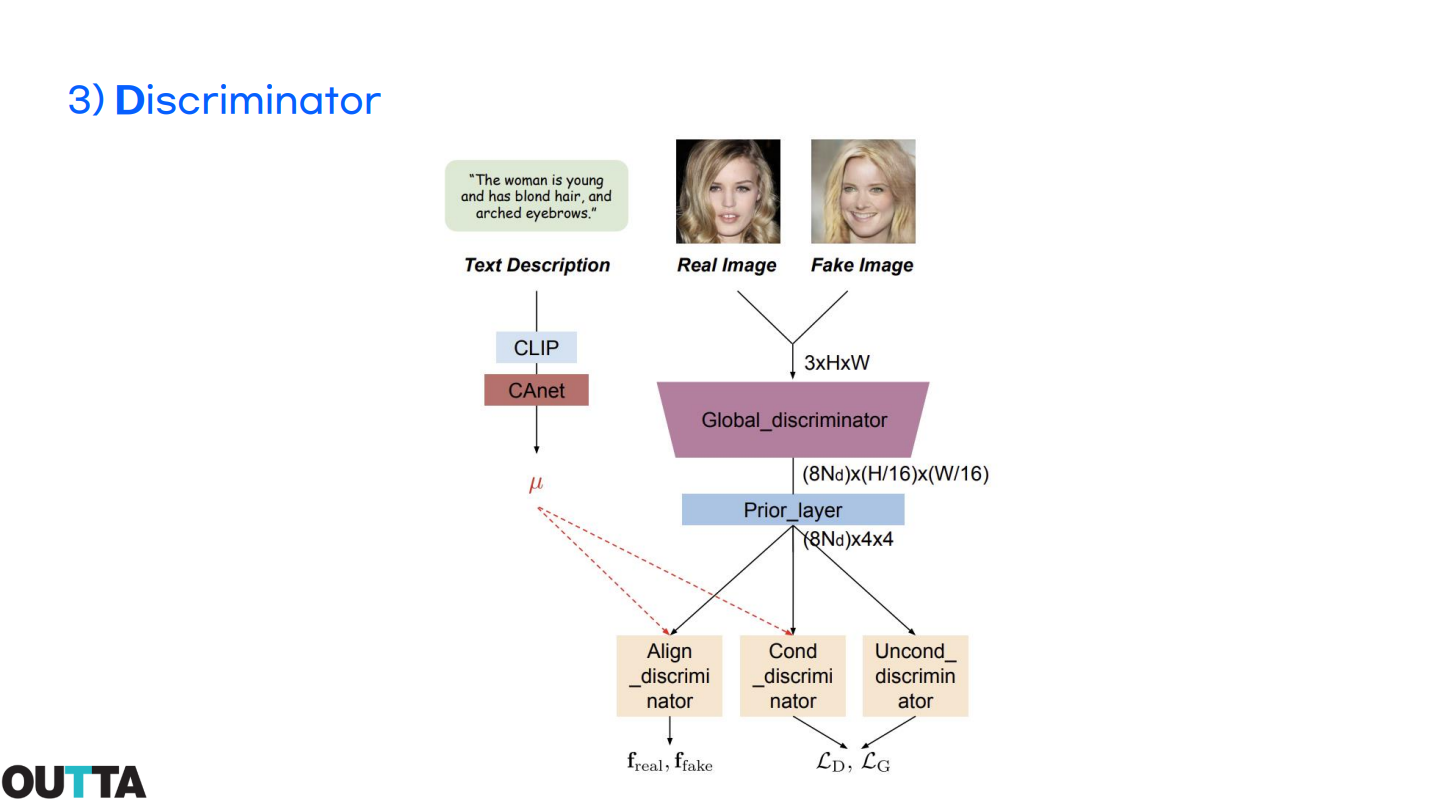 3) Discriminator
“The woman is young
and has blond hair, and
arched eyebrows.”
Text Description
Real Image
Fake Image
CLIP
CAnet
μ
3xHxW
Global_discriminator
(8Nd)x(H/16)x(W/16)
Prior_layer
(8Nd)x4x4
Align
_discrimi
nator
Cond
_discrimi
nator
Uncond_
discrimin
ator
f_real, f_fake
ℒ_D, ℒ_G
OUTTA